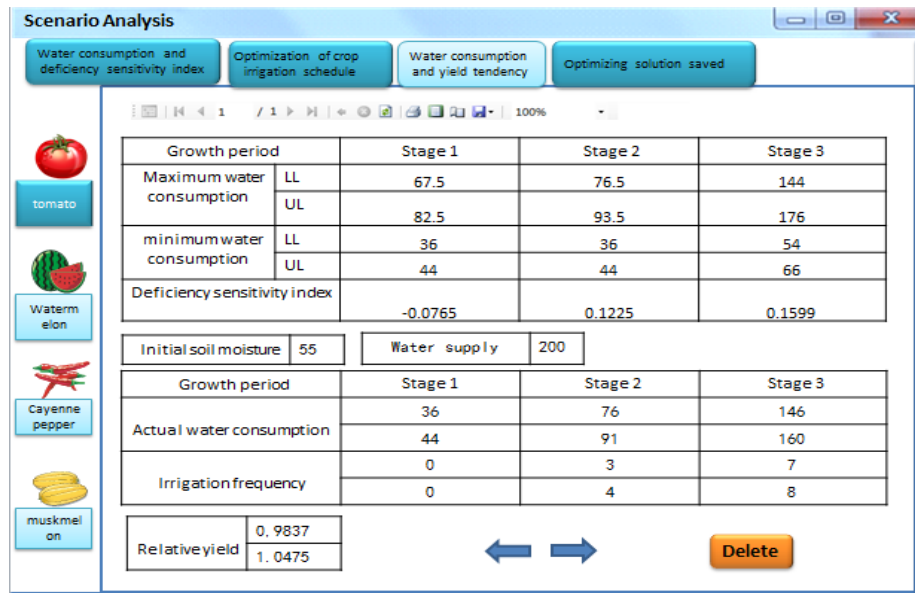 Scenario Analysis
Water consumption and
deficiency sensitivity index
Optimization of crop
irrigation schedule
Water consumption
and yield tendency
Optimizing solution saved
1 / 1 100%
tomato
Waterm
elon
Cayenne
pepper
muskmel
on
Growth period Stage 1 Stage 2 Stage 3
Maximum water
consumption
LL 67.5 76.5 144
UL 82.5 93.5 176
minimum water
consumption
LL 36 36 54
UL 44 44 66
Deficiency sensitivity index
-0.0765 0.1225 0.1599
Initial soil moisture 55 Water supply 200
Growth period Stage 1 Stage 2 Stage 3
Actual water consumption
36 76 146
44 91 160
Irrigation frequency
0 3 7
0 4 8
Relative yield
0.9837
1.0475
Delete